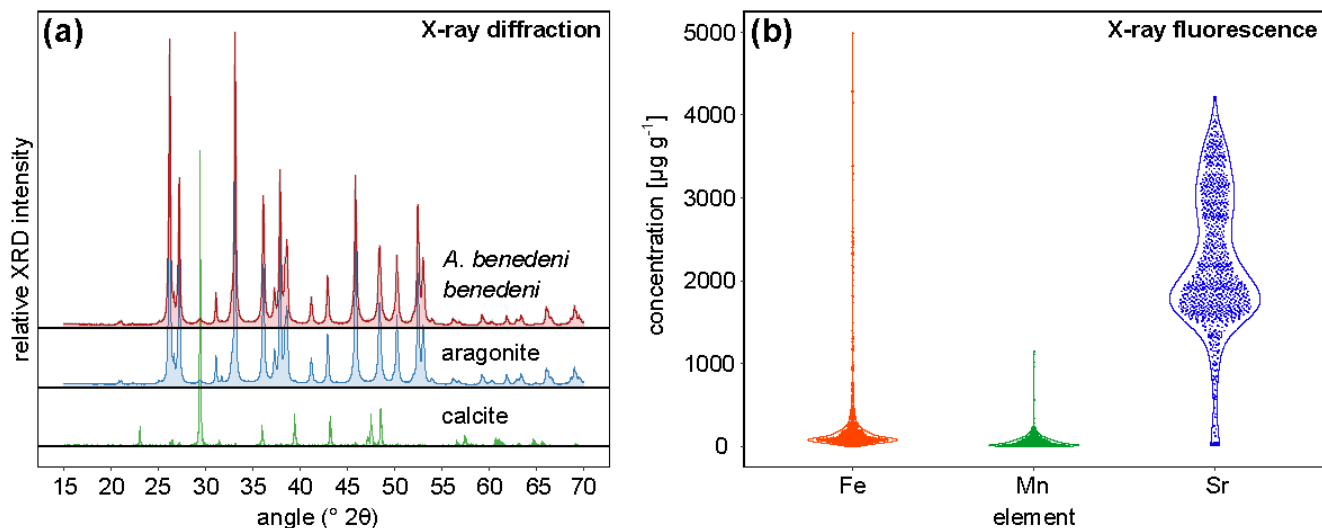 (a)
X-ray diffraction
relative XRD intensity
A. benedeni
benedeni
aragonite
calcite
15 20 25 30 35 40 45 50 55 60 65 70
angle (° 2θ)
(b)
X-ray fluorescence
concentration [µg g⁻¹]
5000
4000
3000
2000
1000
0
Fe Mn Sr
element